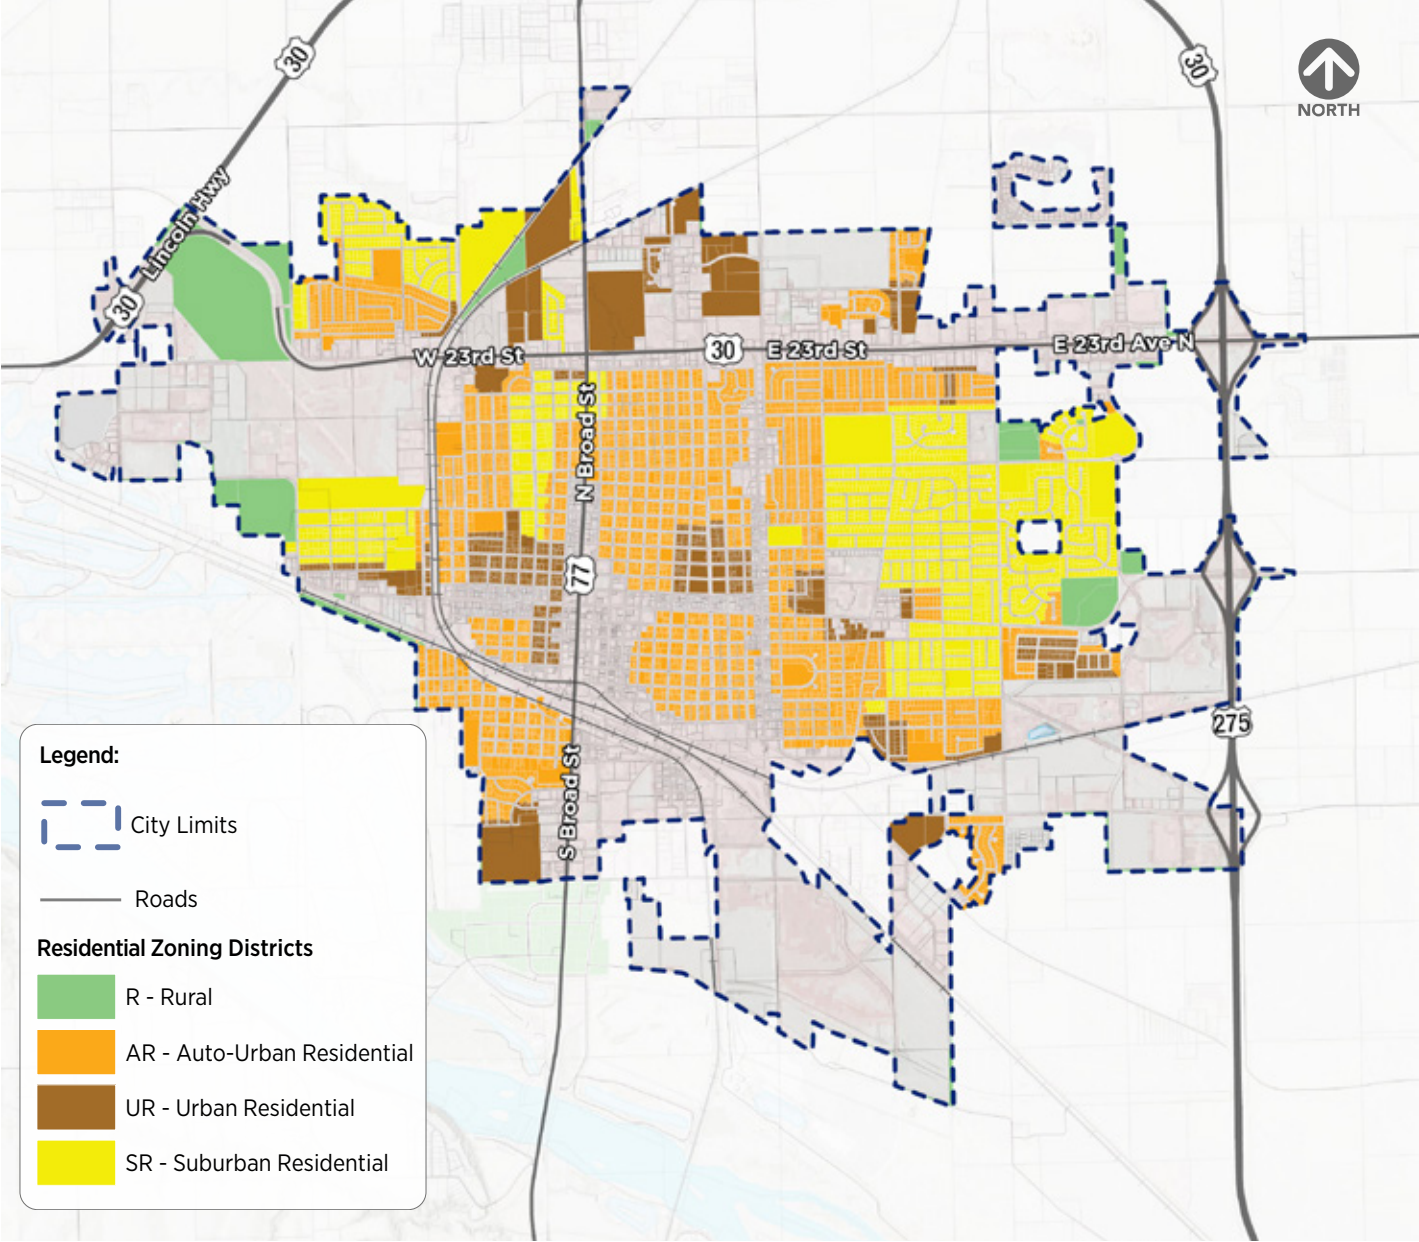 30
30
NORTH
Lincoln Hwy
30
W 23rd St
30
E 23rd St
E 23rd Ave N
N Broad St
77
275
S Broad St
Legend:
City Limits
Roads
Residential Zoning Districts
R - Rural
AR - Auto-Urban Residential
UR - Urban Residential
SR - Suburban Residential